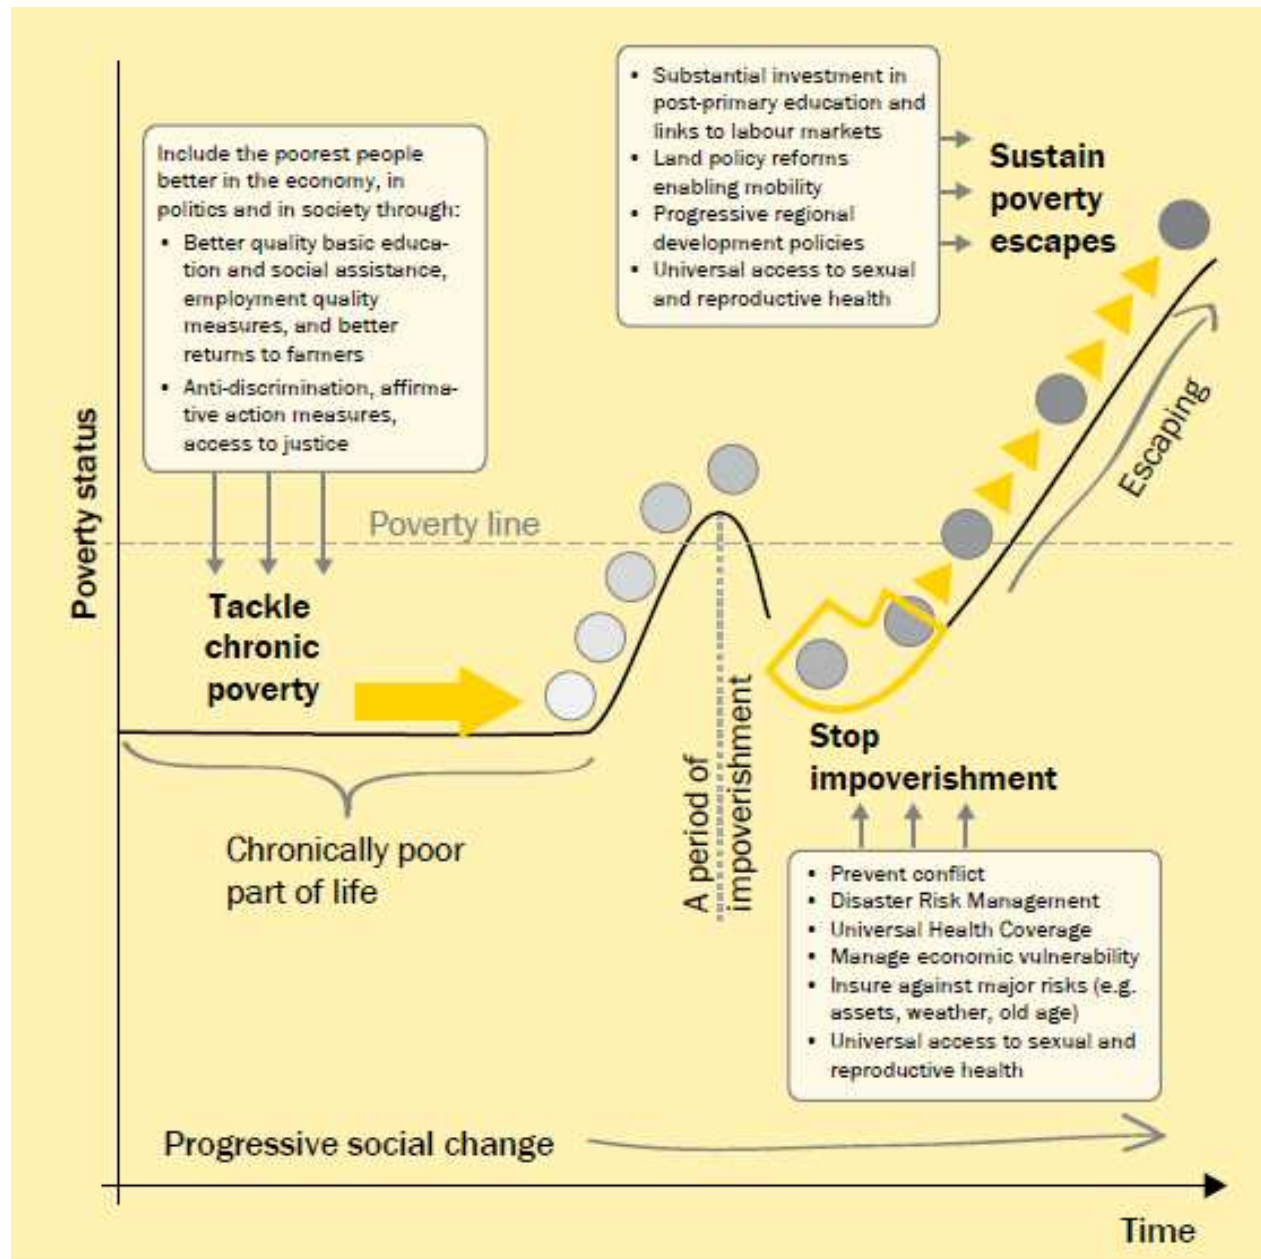 Include the poorest people
better in the economy, in
politics and in society through:
• Better quality basic educa-
tion and social assistance,
employment quality
measures, and better
returns to farmers
• Anti-discrimination, affirma-
tive action measures,
access to justice
• Substantial investment in
post-primary education and
links to labour markets
• Land policy reforms
enabling mobility
• Progressive regional
development policies
• Universal access to sexual
and reproductive health
Sustain
poverty
escapes
Escaping
Poverty status
Poverty line
Tackle
chronic
poverty
Chronically poor
part of life
A period of
impoverishment
Stop
impoverishment
• Prevent conflict
• Disaster Risk Management
• Universal Health Coverage
• Manage economic vulnerability
• Insure against major risks (e.g.
assets, weather, old age)
• Universal access to sexual and
reproductive health
Progressive social change
Time